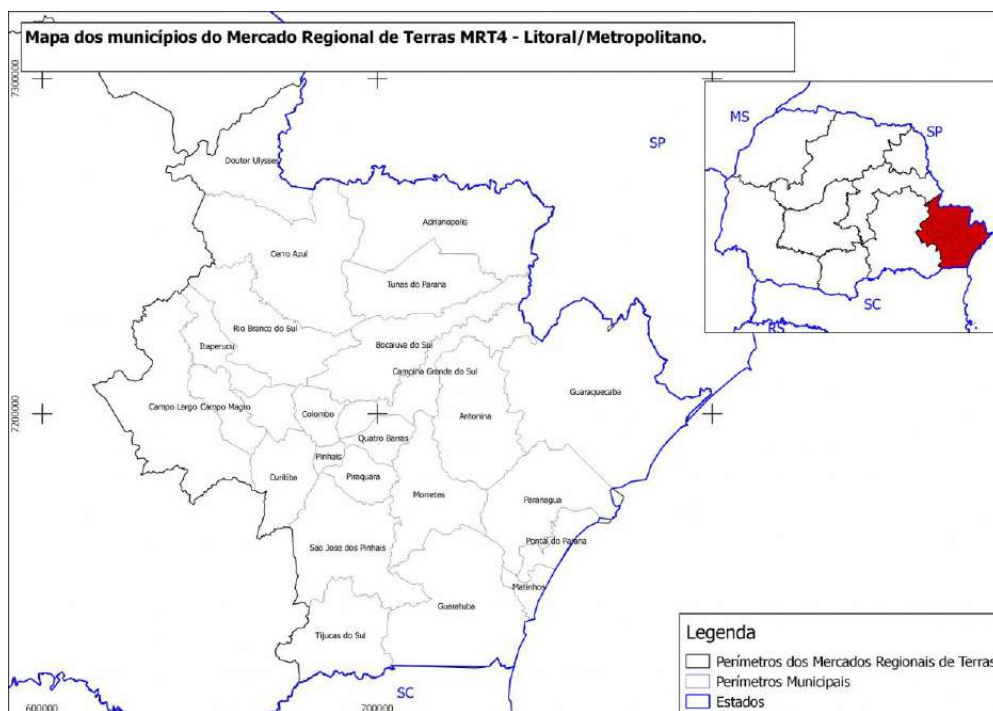 Mapa dos municípios do Mercado Regional de Terras MRT4 - Litoral/Metropolitano.
7300000
MS
SP
SP
Doutor Ulysses
Adrianopolis
Cerro Azul
Tunas do Parana
SC
RS
Rio Branco do Sul
Itaperucu
Bocaiuva do Sul
Campina Grande do Sul
Guaraquecaba
7200000
Campo Largo
Campo Magro
Colombo
Antonina
Quatro Barras
Pinhais
Curitiba
Piraquara
Morretes
Paranagua
Pontal do Parana
Sao Jose dos Pinhais
Matinhos
Guaratuba
Tijucas do Sul
SC
600000
700000
Legenda
Perímetros dos Mercados Regionais de Terras
Perímetros Municipais
Estados